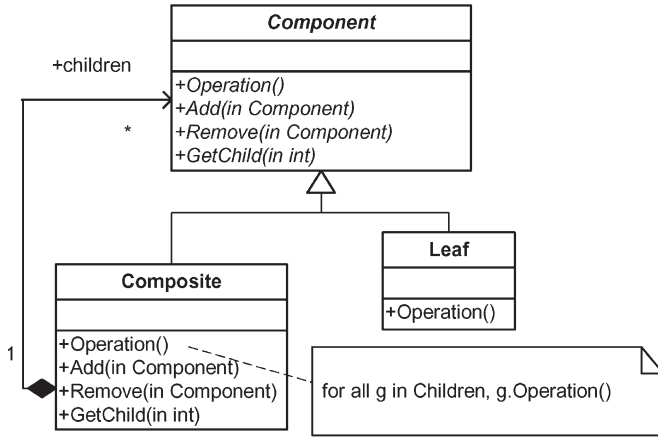 Component
+children
+Operation()
+Add(in Component)
*
+Remove(in Component)
+GetChild(in int)
Leaf
Composite
+Operation()
+Operation()
+Add(in Component)
1
+Remove(in Component)
+GetChild(in int)
for all g in Children, g.Operation()